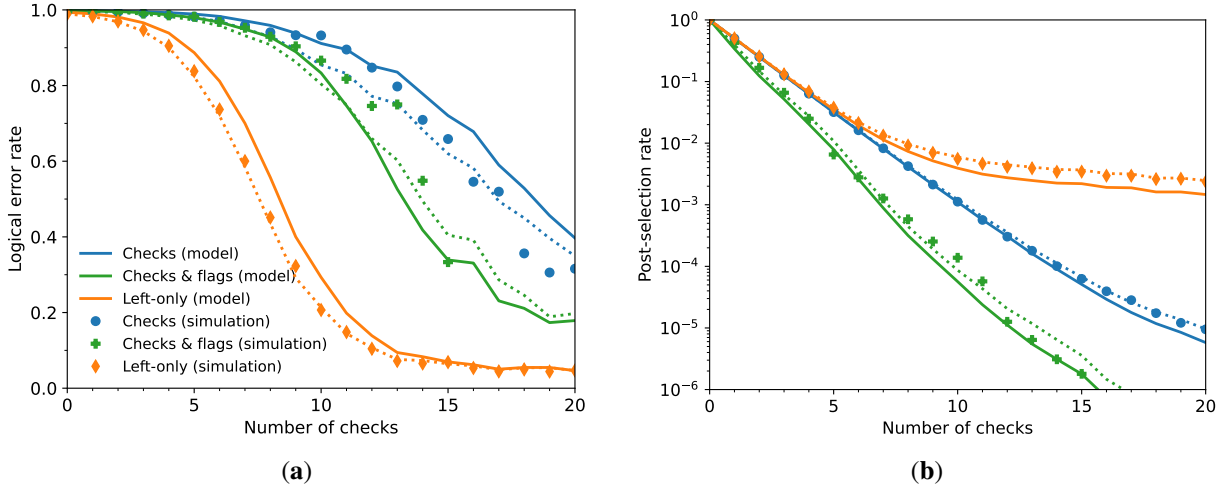 1.0
0.8
0.6
0.4
0.2
0.0
Logical error rate
Checks (model)
Checks & flags (model)
Left-only (model)
Checks (simulation)
Checks & flags (simulation)
Left-only (simulation)
0 5 10 15 20
Number of checks
(a)
10⁰
10⁻¹
10⁻²
10⁻³
10⁻⁴
10⁻⁵
10⁻⁶
Post-selection rate
0 5 10 15 20
Number of checks
(b)